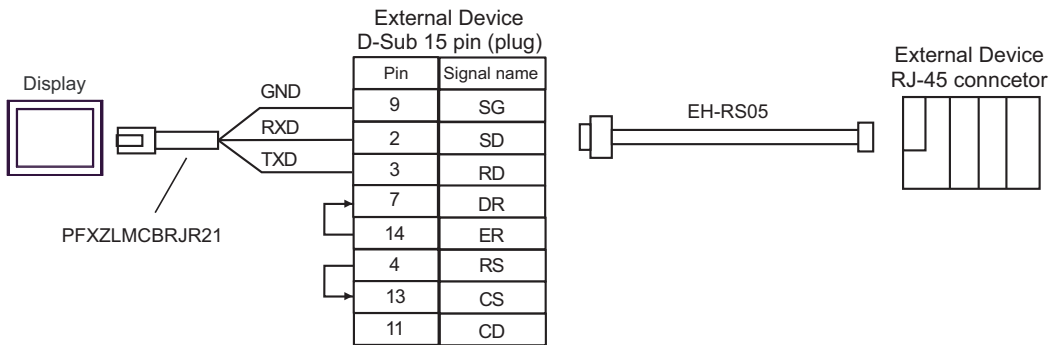 External Device
D-Sub 15 pin (plug)
Display
Pin Signal name
GND 9 SG
RXD 2 SD
TXD 3 RD
7 DR
14 ER
4 RS
13 CS
11 CD
PFXZLMCBRJR21
EH-RS05
External Device
RJ-45 conncetor